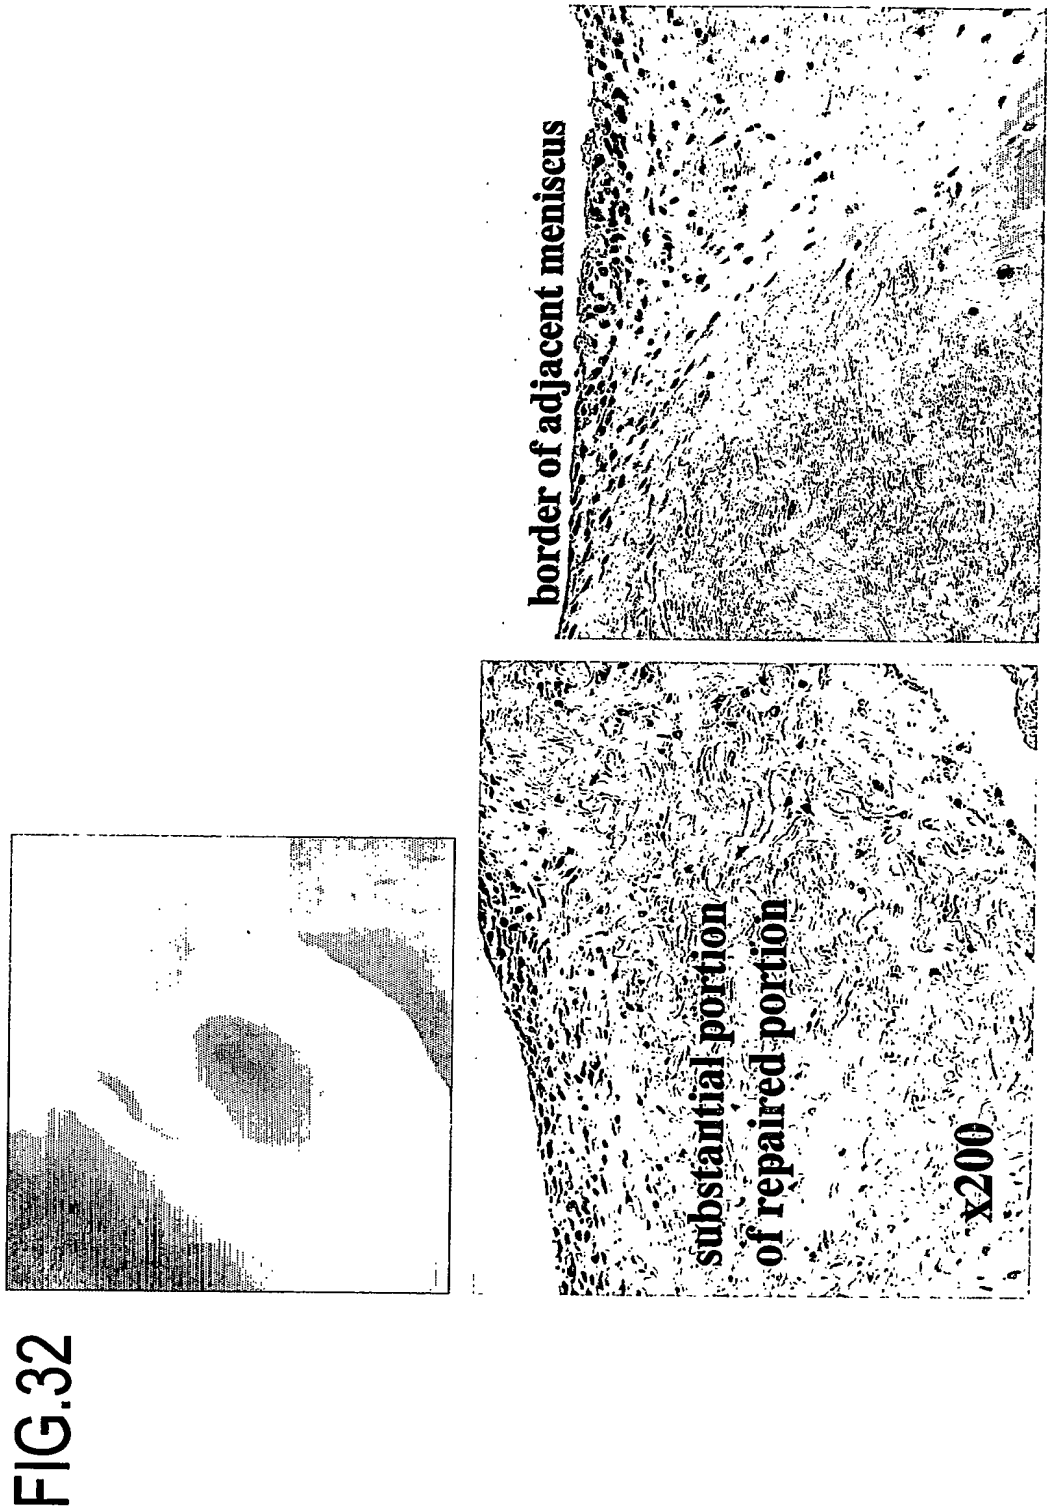 FIG.32
substantial portion
of repaired portion
x200
border of adjacent meniscus